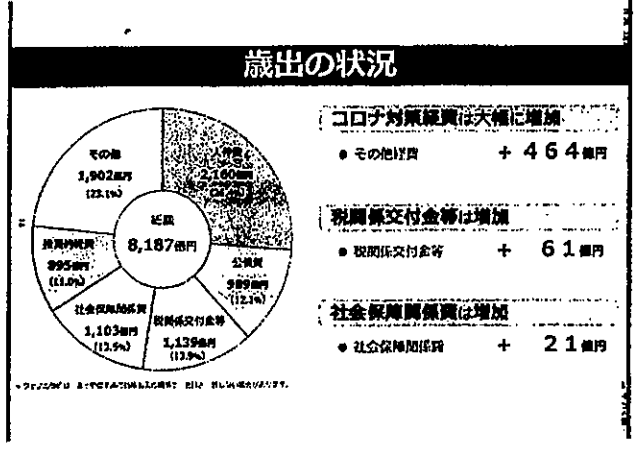 歳出の状況
コロナ対策経費は大幅に増加
● その他経費 + 464億円
税関係交付金等は増加
● 税関係交付金等 + 61億円
社会保障関係費は増加
● 社会保障関係費 + 21億円
その他
1,902億円
(23.1%)
人件費
2,160億円
総額
8,187億円
投資的経費
895億円
(11.0%)
公債費
989億円
(12.1%)
社会保障関係費
1,103億円
(13.5%)
税関係交付金等
1,139億円
(13.9%)